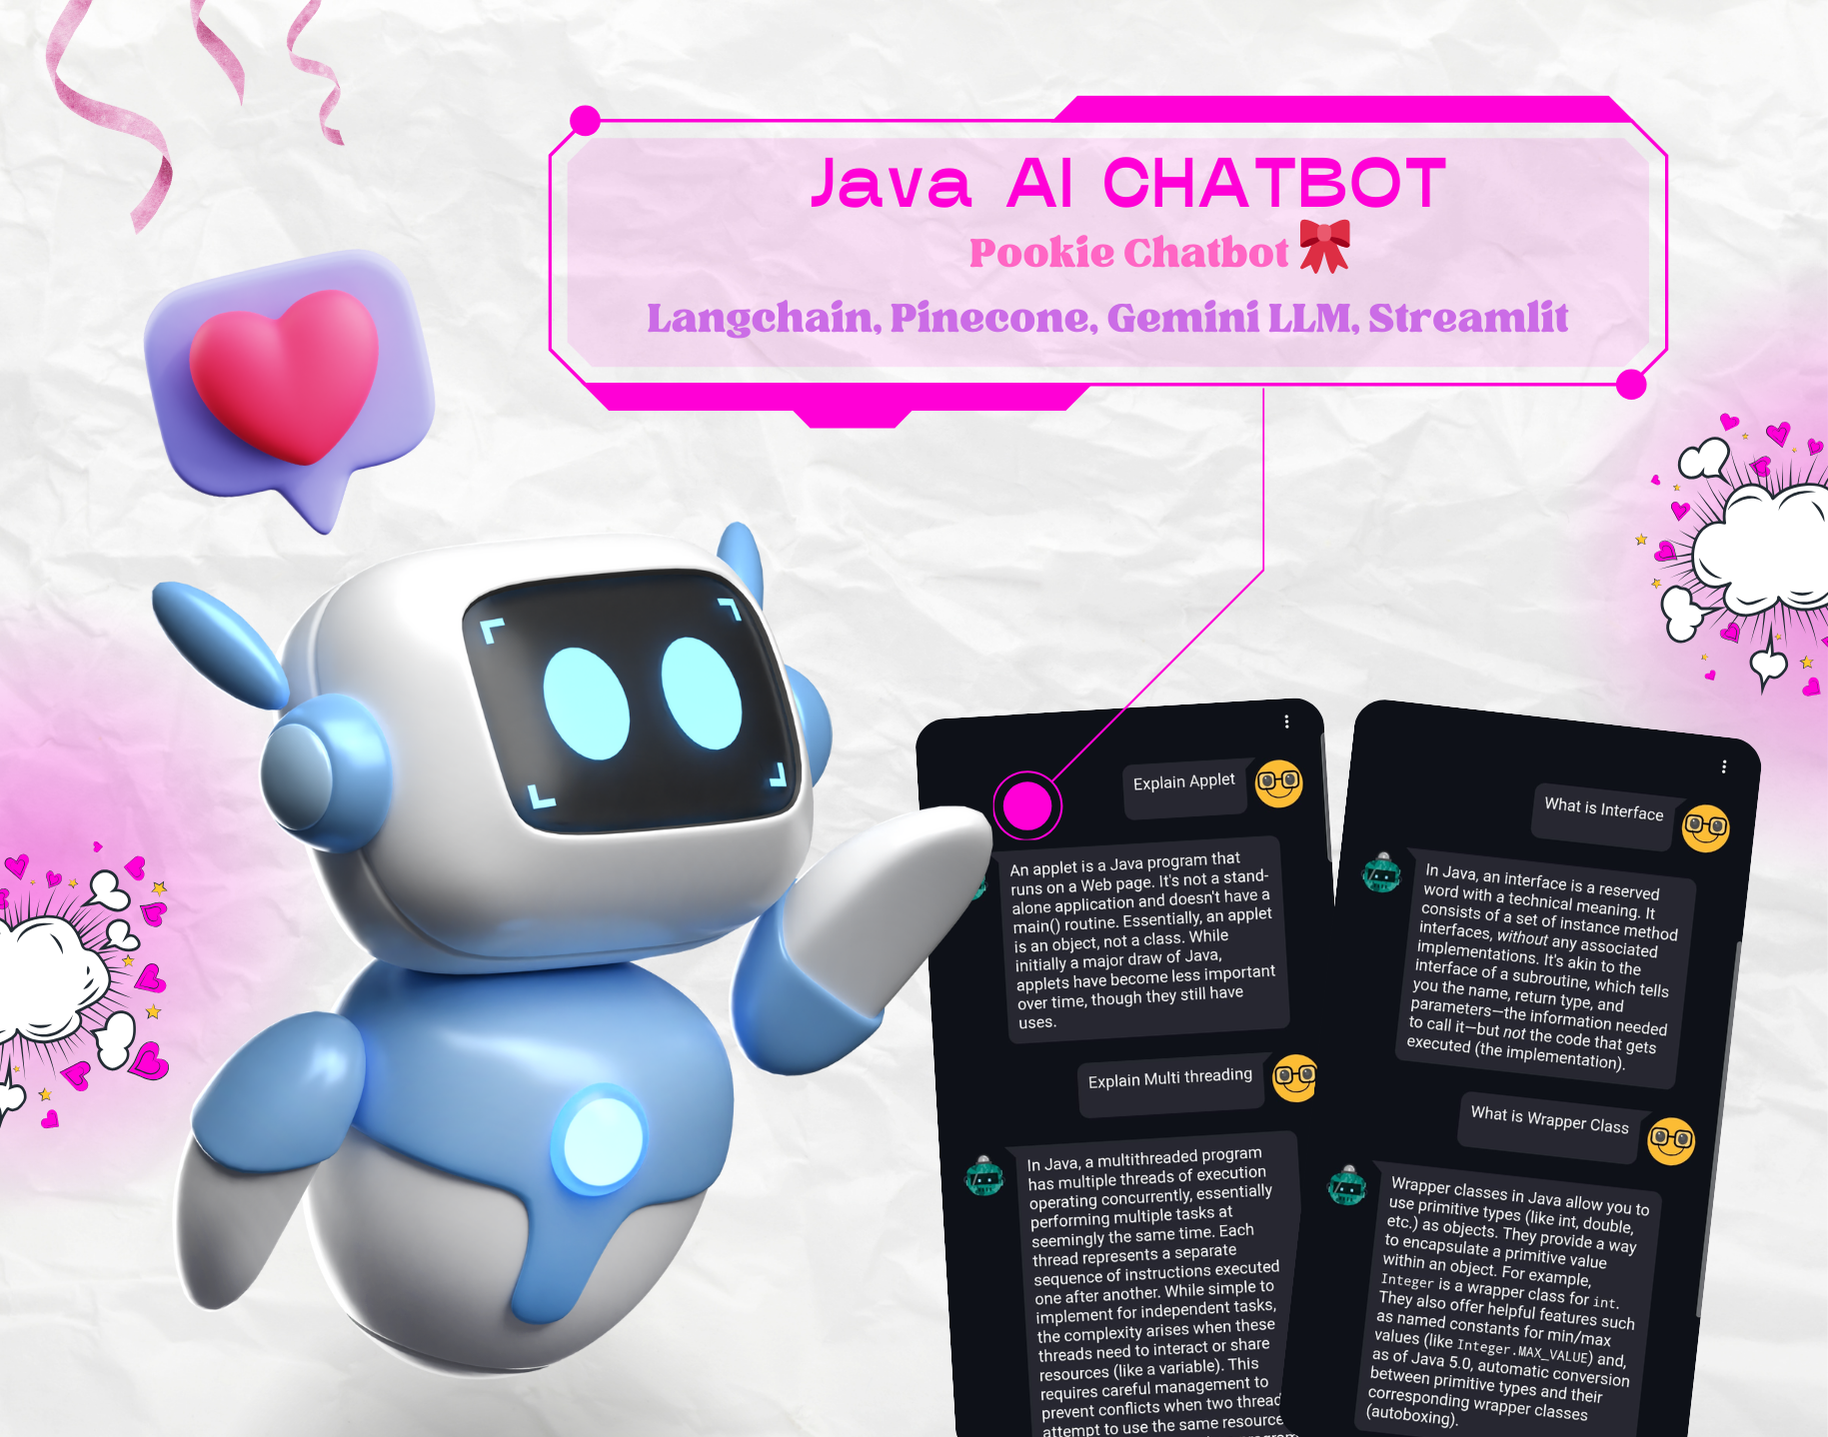 Java AI CHATBOT
Pookie Chatbot
Langchain, Pinecone, Gemini LLM, Streamlit
Explain Applet
An applet is a Java program that
runs on a Web page. It's not a stand-
alone application and doesn't have a
main() routine. Essentially, an applet
is an object, not a class. While
initially a major draw of Java,
applets have become less important
over time, though they still have
uses.
Explain Multi threading
In Java, a multithreaded program
has multiple threads of execution
operating concurrently, essentially
performing multiple tasks at
seemingly the same time. Each
thread represents a separate
sequence of instructions executed
one after another. While simple to
implement for independent tasks,
the complexity arises when these
threads need to interact or share
resources (like a variable). This
requires careful management to
prevent conflicts when two thread
attempt to use the same resource
What is Interface
In Java, an interface is a reserved
word with a technical meaning. It
consists of a set of instance method
interfaces, without any associated
implementations. It's akin to the
interface of a subroutine, which tells
you the name, return type, and
parameters—the information needed
to call it—but not the code that gets
executed (the implementation).
What is Wrapper Class
Wrapper classes in Java allow you to
use primitive types (like int, double,
etc.) as objects. They provide a way
to encapsulate a primitive value
within an object. For example,
Integer is a wrapper class for int.
They also offer helpful features such
as named constants for min/max
values (like Integer.MAX_VALUE) and,
as of Java 5.0, automatic conversion
between primitive types and their
corresponding wrapper classes
(autoboxing).